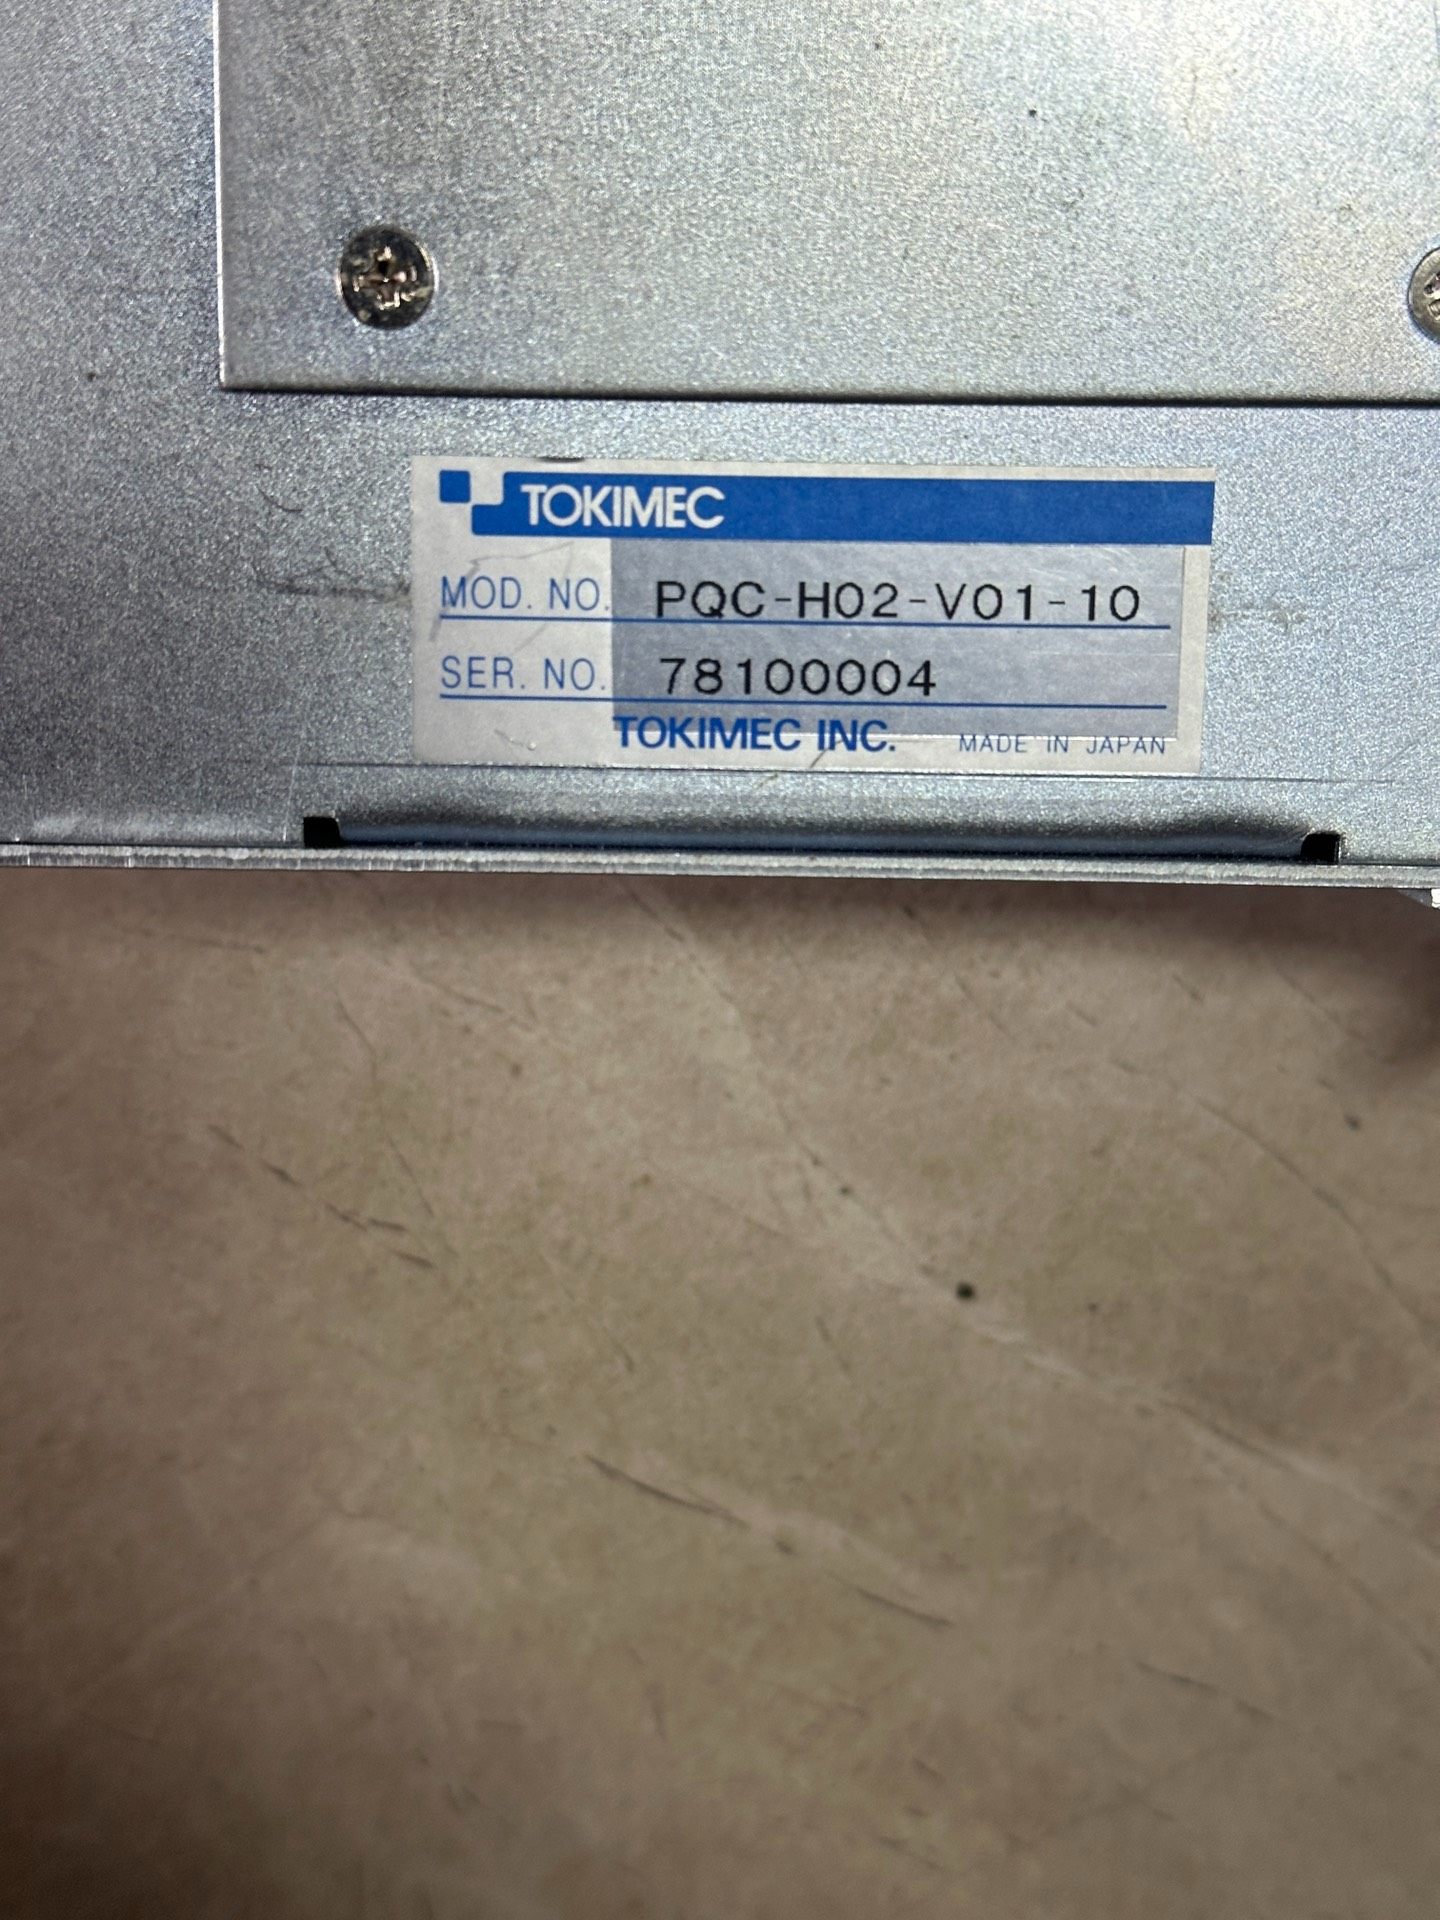 TOKIMEC
MOD. NO. PQC-H02-V01-10
SER. NO. 78100004
TOKIMEC INC. MADE IN JAPAN